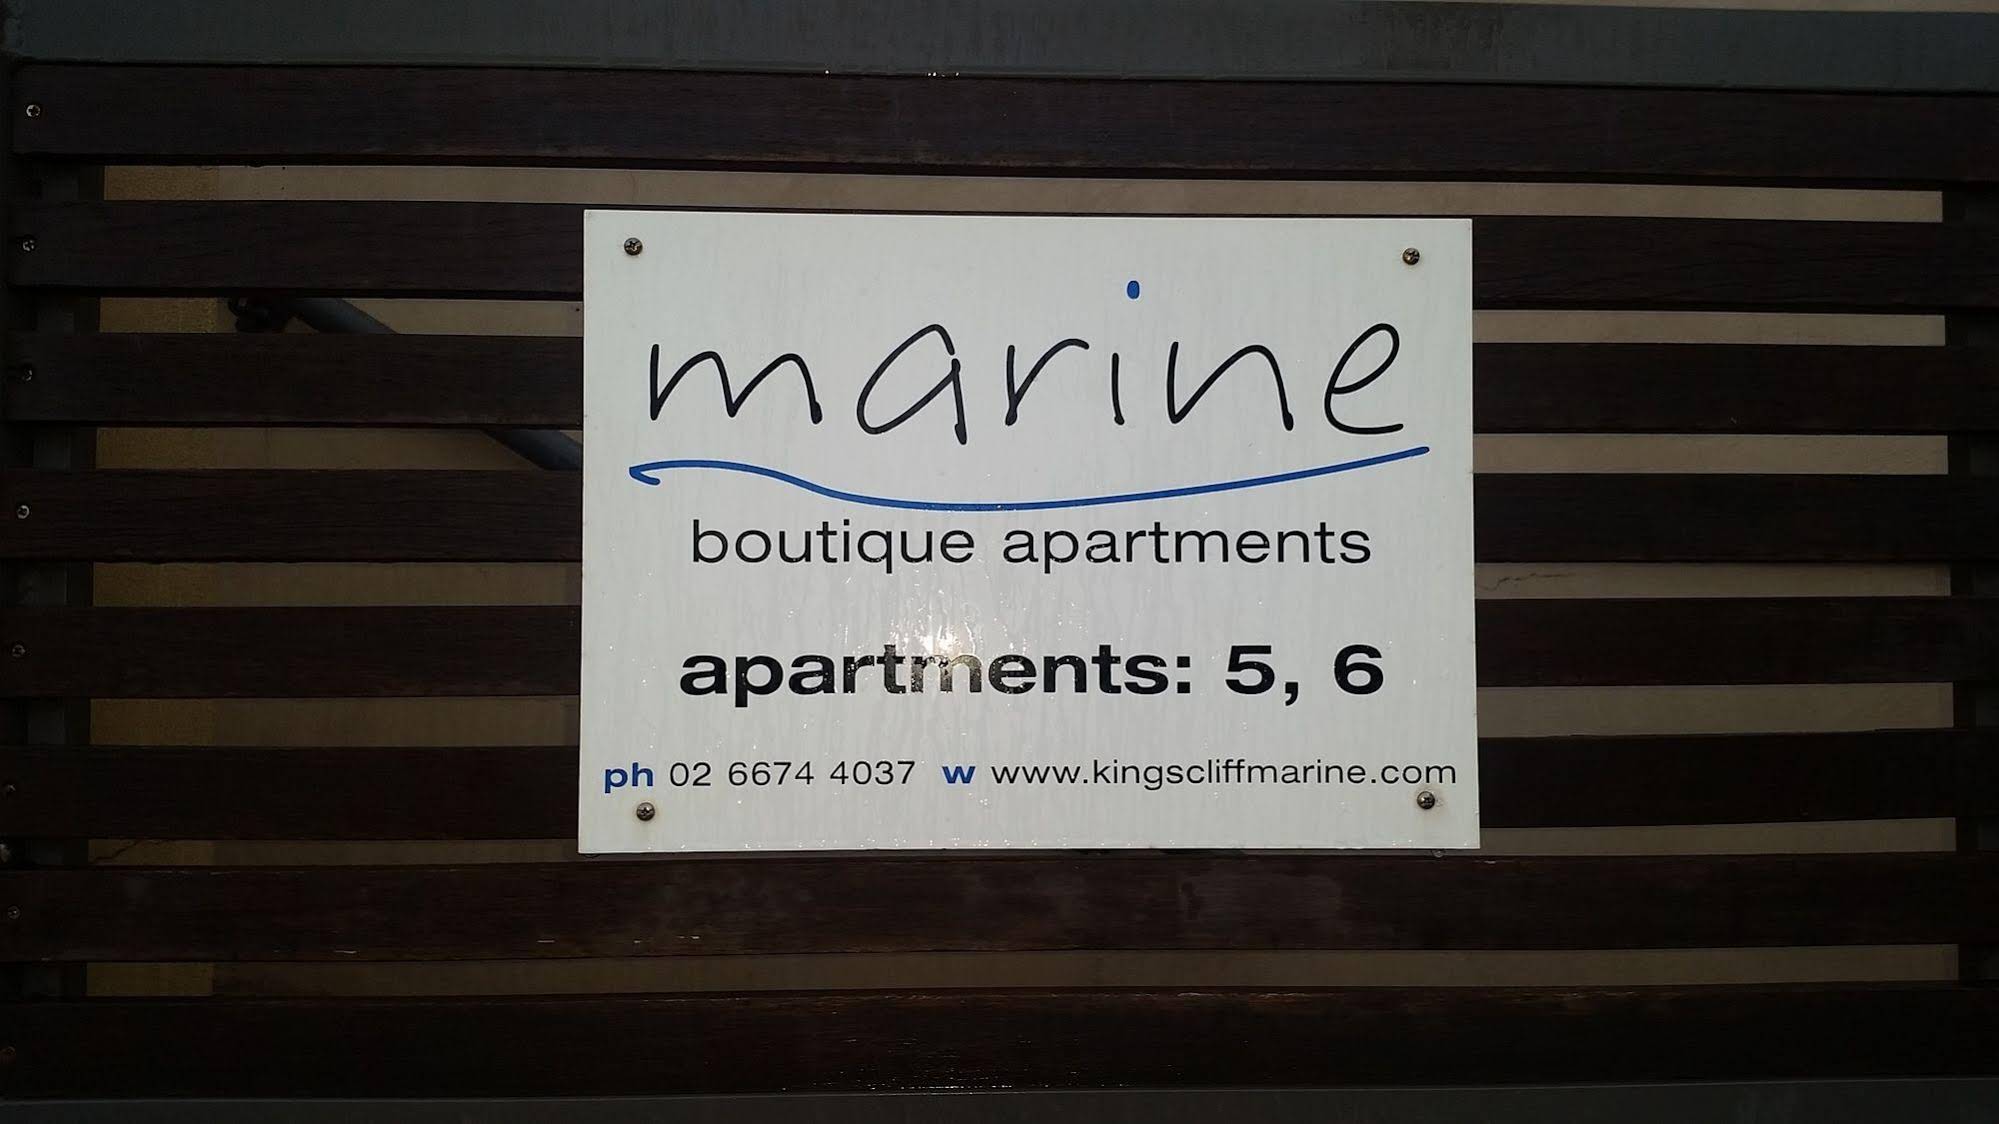 marine
boutique apartments
apartments: 5, 6
ph 02 6674 4037 w www.kingscliffmarine.com